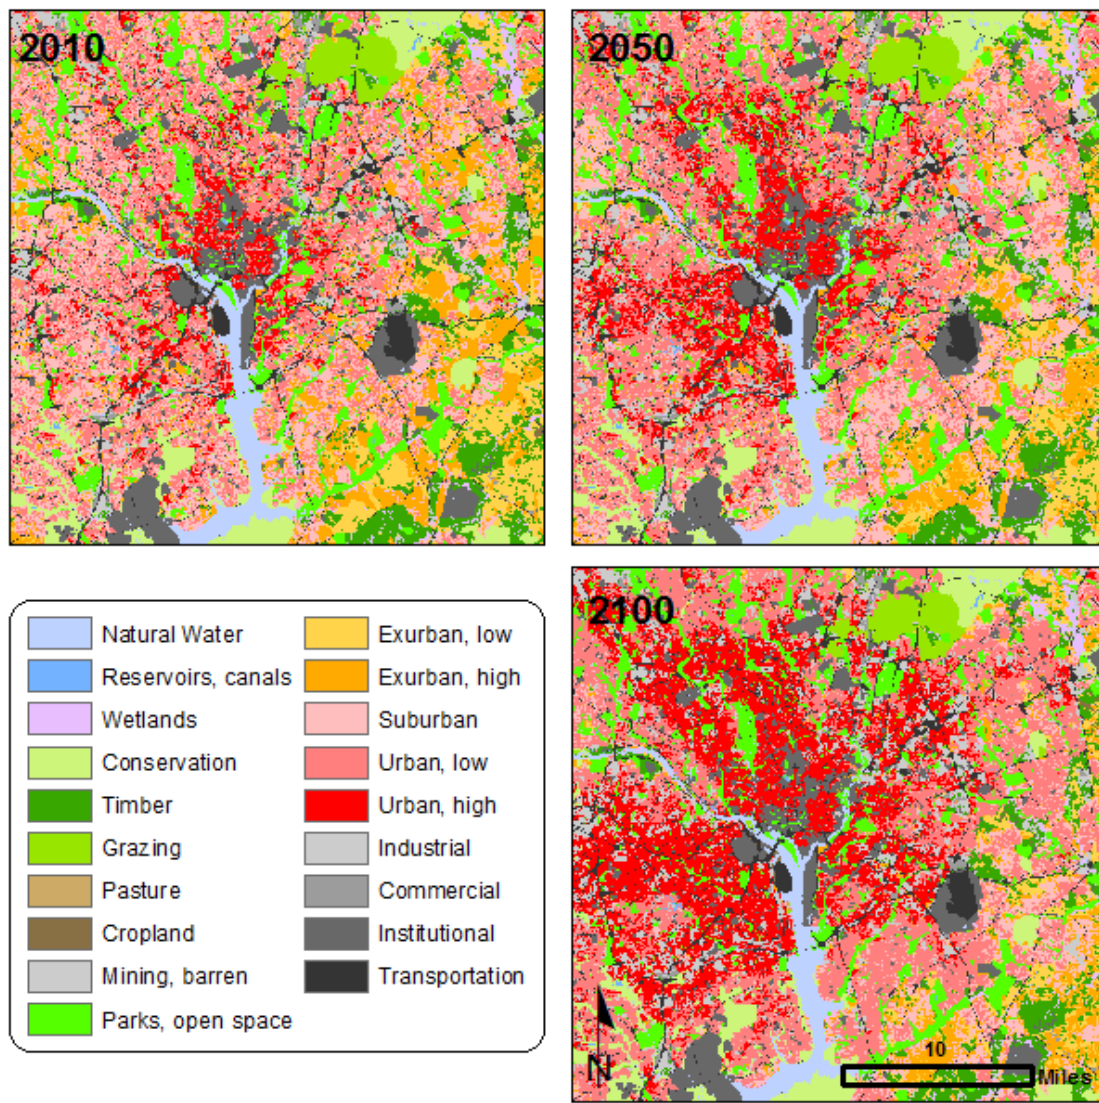 2010
2050
2100
Natural Water
Reservoirs, canals
Wetlands
Conservation
Timber
Grazing
Pasture
Cropland
Mining, barren
Parks, open space
Exurban, low
Exurban, high
Suburban
Urban, low
Urban, high
Industrial
Commercial
Institutional
Transportation
N
10
Miles